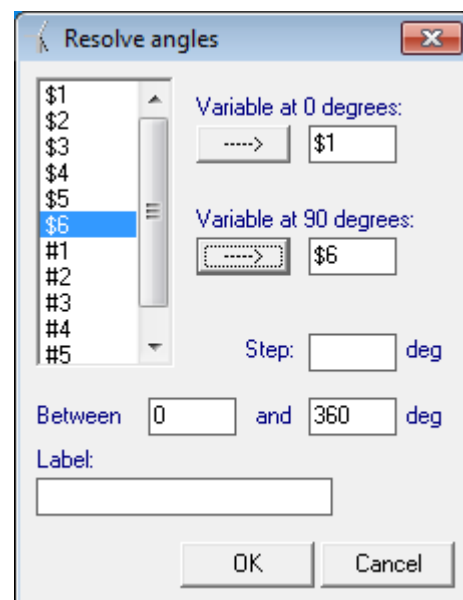 Resolve angles
$1
$2
$3
$4
$5
$6
#1
#2
#3
#4
#5
Variable at 0 degrees:
-----> $1
Variable at 90 degrees:
-----> $6
Step: deg
Between 0 and 360 deg
Label:
OK Cancel